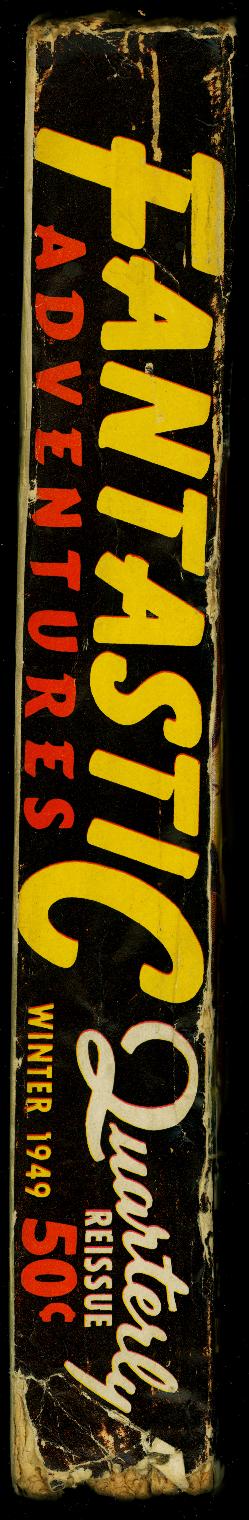 FANTASTIC
ADVENTURES
Quarterly
REISSUE
WINTER 1949
50¢